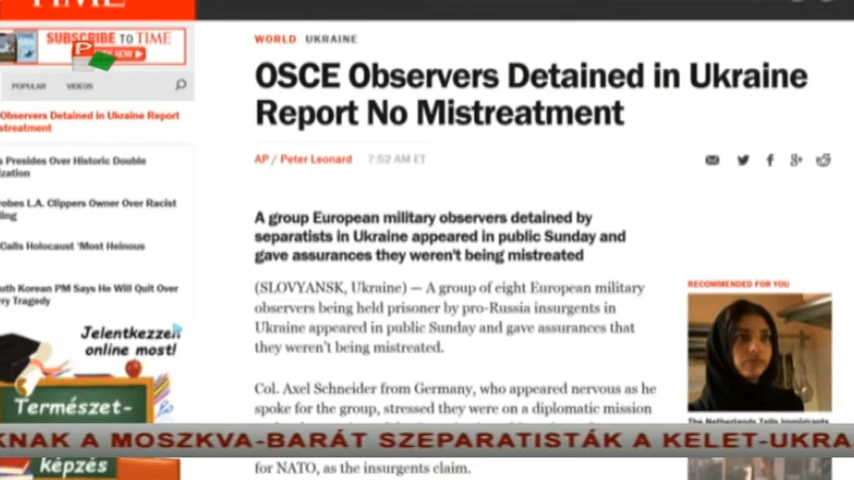 TIME
SUBSCRIBE TO TIME
P
POPULAR VIDEOS
Observers Detained in Ukraine Report
streatment
s Presides Over Historic Double
ization
robes L.A. Clippers Owner Over Racist
ling
Calls Holocaust 'Most Heinous
uth Korean PM Says He Will Quit Over
ry Tragedy
Jelentkezzen
online most!
Természet-
képzés
WORLD UKRAINE
OSCE Observers Detained in Ukraine
Report No Mistreatment
AP / Peter Leonard 7:52 AM ET
A group European military observers detained by
separatists in Ukraine appeared in public Sunday and
gave assurances they weren't being mistreated
(SLOVYANSK, Ukraine) — A group of eight European military
observers being held prisoner by pro-Russia insurgents in
Ukraine appeared in public Sunday and gave assurances that
they weren't being mistreated.
Col. Axel Schneider from Germany, who appeared nervous as he
spoke for the group, stressed they were on a diplomatic mission
for NATO, as the insurgents claim.
RECOMMENDED FOR YOU
The Netherlands Tells Immigrants
KNAK A MOSZKVA-BARÁT SZEPARATISTÁK A KELET-UKRA